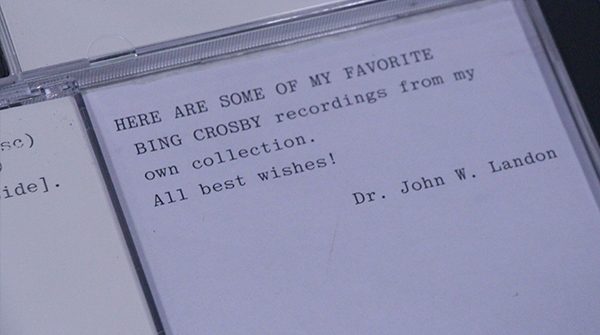 HERE ARE SOME OF MY FAVORITE
BING CROSBY recordings from my
own collection.
All best wishes!
Dr. John W. Landon
sc)
ide].